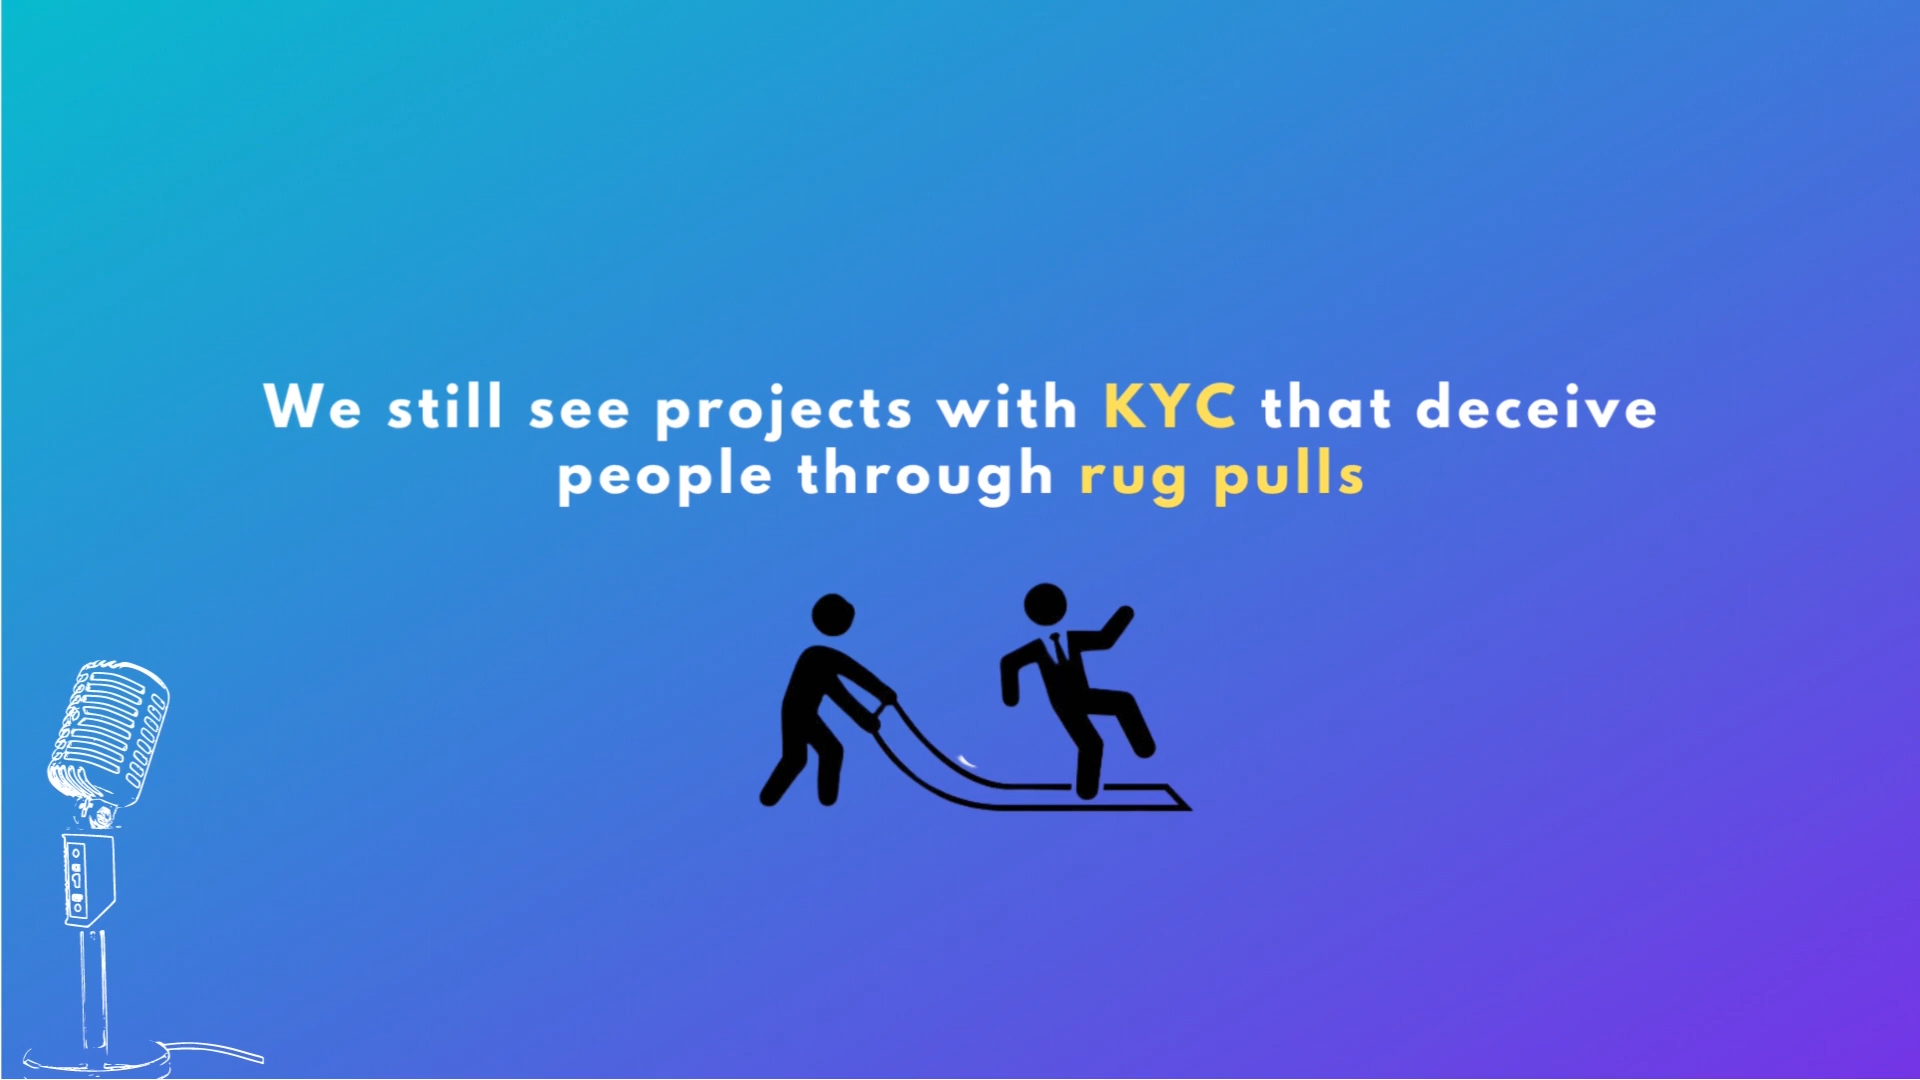 We still see projects with KYC that deceive
people through rug pulls